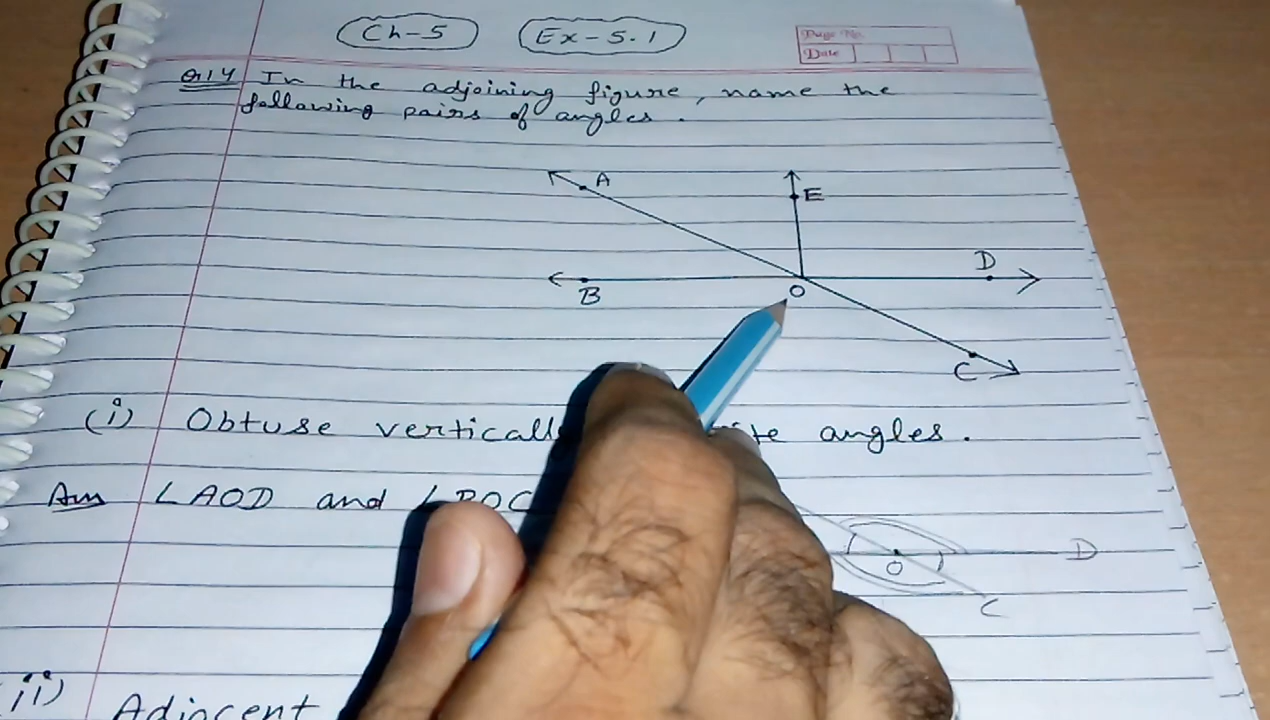 Ch-5
Ex-5.1
Page No.
Date
Q14 In the adjoining figure, name the
following pairs of angles.
A
E
D
B
O
C
(i) Obtuse angles.
Ans ∠AOD and ∠BOC
D
O
C
ii) Adjacent